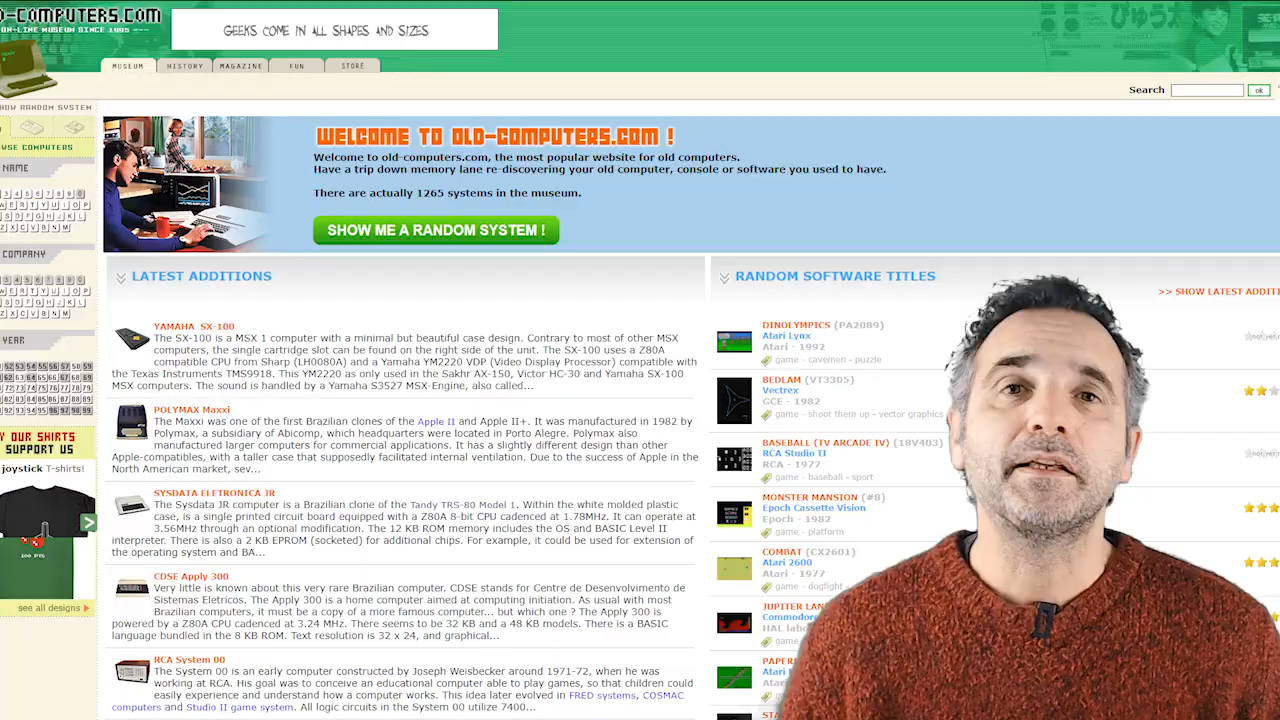 D-COMPUTERS.COM
ON-LINE MUSEUM SINCE 1995
GEEKS COME IN ALL SHAPES AND SIZES
MUSEUM HISTORY MAGAZINE FUN STORE
Search ok
HOW RANDOM SYSTEM
WSE COMPUTERS
NAME
COMPANY
YEAR
Y OUR SHIRTS
SUPPORT US
joystick T-shirts!
100 PTS
see all designs
WELCOME TO OLD-COMPUTERS.COM !
Welcome to old-computers.com, the most popular website for old computers.
Have a trip down memory lane re-discovering your old computer, console or software you used to have.
There are actually 1265 systems in the museum.
SHOW ME A RANDOM SYSTEM !
LATEST ADDITIONS
YAMAHA SX-100
The SX-100 is a MSX 1 computer with a minimal but beautiful case design. Contrary to most of other MSX
computers, the single cartridge slot can be found on the right side of the unit. The SX-100 uses a Z80A
compatible CPU from Sharp (LH0080A) and a Yamaha YM2220 VDP (Video Display Processor) compatible with
the Texas Instruments TMS9918. This YM2220 as only used in the Sakhr AX-150, Victor HC-30 and Yamaha SX-100
MSX computers. The sound is handled by a Yamaha S3527 MSX-Engine, also called...
POLYMAX Maxxi
The Maxxi was one of the first Brazilian clones of the Apple II and Apple II+. It was manufactured in 1982 by
Polymax, a subsidiary of Abicomp, which headquarters were located in Porto Alegre. Polymax also
manufactured larger computers for commercial applications. It has a slightly different design than other
Apple-compatibles, with a taller case that supposedly facilitated internal ventilation. Due to the success of Apple in the
North American market, sev...
SYSDATA ELETRONICA JR
The Sysdata JR computer is a Brazilian clone of the Tandy TRS-80 Model 1. Within the white molded plastic
case, is a single printed circuit board equipped with a Z80A 8-bit CPU cadenced at 1.78MHz. It can operate at
3.56MHz through an optional modification. The 12 KB ROM memory includes the OS and BASIC Level II
interpreter. There is also a 2 KB EPROM (socketed) for additional chips. For example, it could be used for extension of
the operating system and BA...
CDSE Apply 300
Very little is known about this very rare Brazilian computer. CDSE stands for Centre de Desenvolvimento de
Sistemas Eletricos. The Apply 300 is a home computer aimed at computing initiation. As usual with most
Brazilian computers, it must be a copy of a more famous computer... but which one ? The Apply 300 is
powered by a Z80A CPU cadenced at 3.24 MHz. There seems to be 32 KB and a 48 KB models. There is a BASIC
language bundled in the 8 KB ROM. Text resolution is 32 x 24, and graphical...
RCA System 00
The System 00 is an early computer constructed by Joseph Weisbecker around 1971-72, when he was
working at RCA. His goal was to conceive an educational computer able to play games, so that children could
easily experience and understand how a computer works. This idea later evolved in FRED systems, COSMAC
computers and Studio II game system. All logic circuits in the System 00 utilize 7400...
RANDOM SOFTWARE TITLES
>> SHOW LATEST ADDITI
DINOLYMPICS (PA2089)
Atari Lynx
Atari - 1992
game - cavemen - puzzle
BEDLAM (VT3305)
Vectrex
GCE - 1982
game - shoot them up - vector graphics
BASEBALL (TV ARCADE IV) (18V403)
RCA Studio II
RCA - 1977
game - baseball - sport
MONSTER MANSION (#8)
Epoch Cassette Vision
Epoch - 1982
game - platform
COMBAT (CX2601)
Atari 2600
Atari - 1977
game - dogfight
JUPITER LAN
Commodor
HAL labo
game
PAPER
Atari
Atari
ga
STA